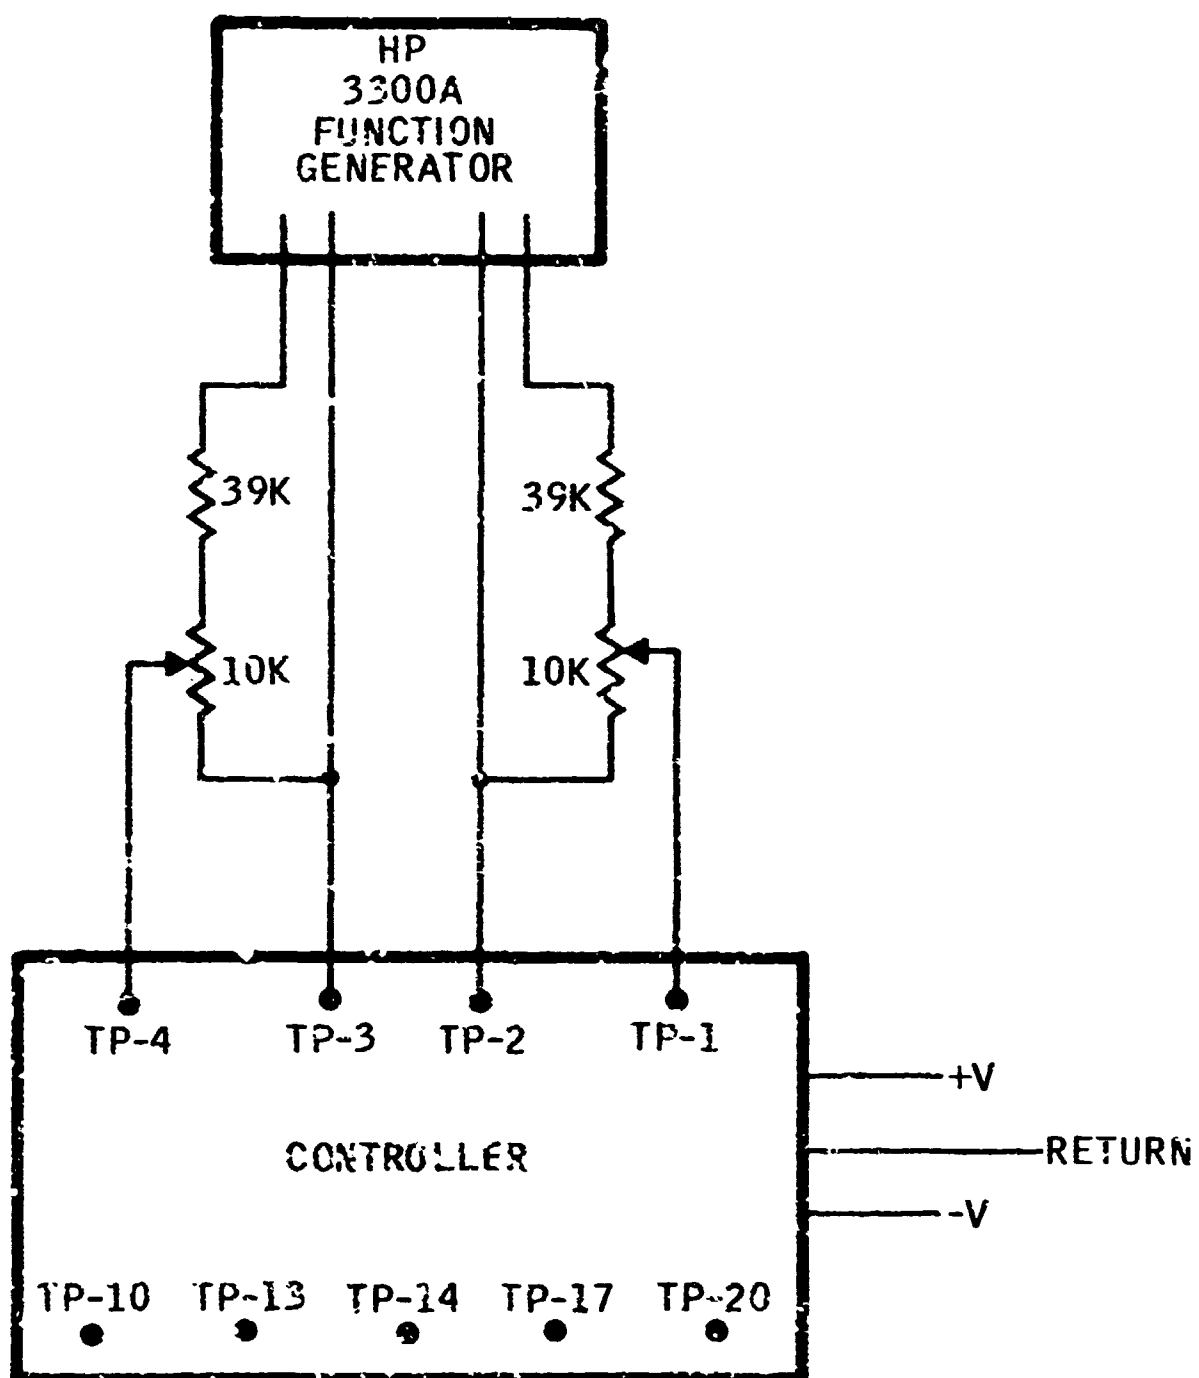 HP
3300A
FUNCTION
GENERATOR
39K
39K
10K
10K
TP-4
TP-3
TP-2
TP-1
+V
CONTROLLER
RETURN
-V
TP-10
TP-13
TP-14
TP-17
TP-20